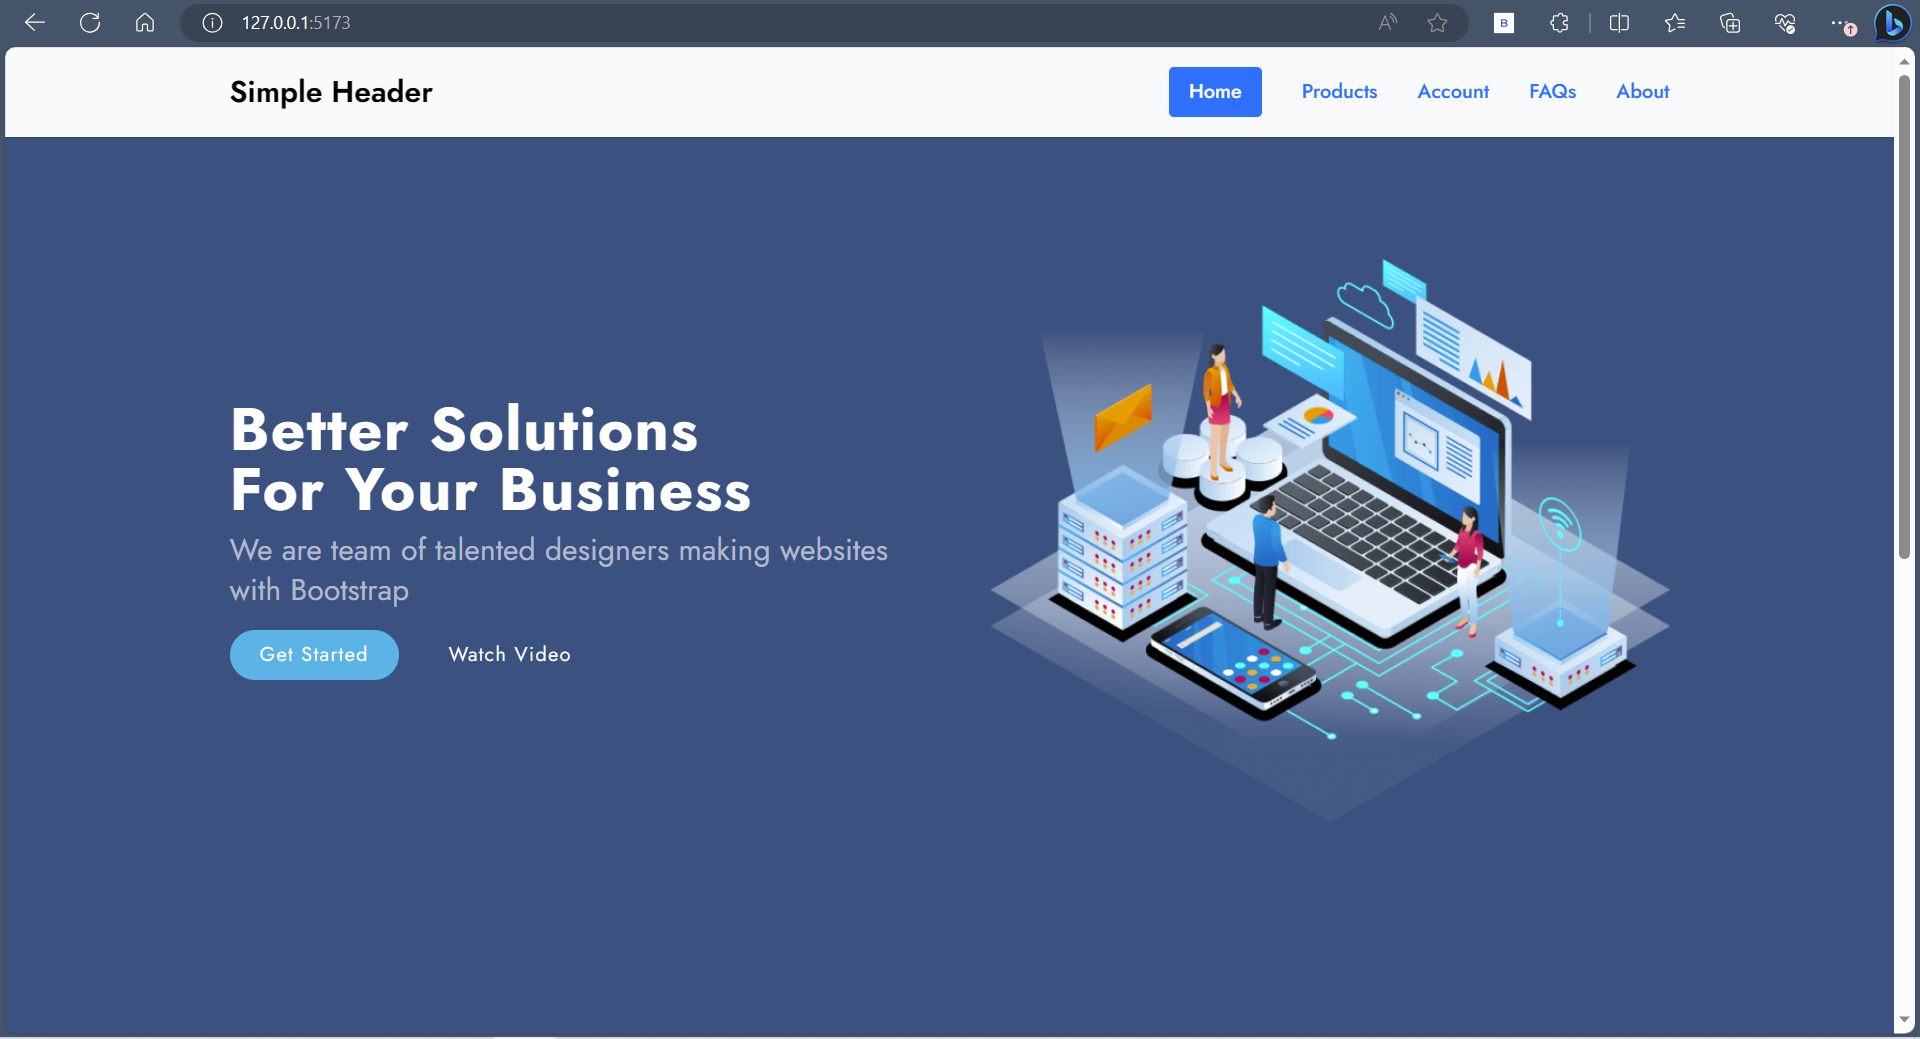 127.0.0.1:5173
B
Simple Header
Home Products Account FAQs About
Better Solutions
For Your Business
We are team of talented designers making websites
with Bootstrap
Get Started Watch Video